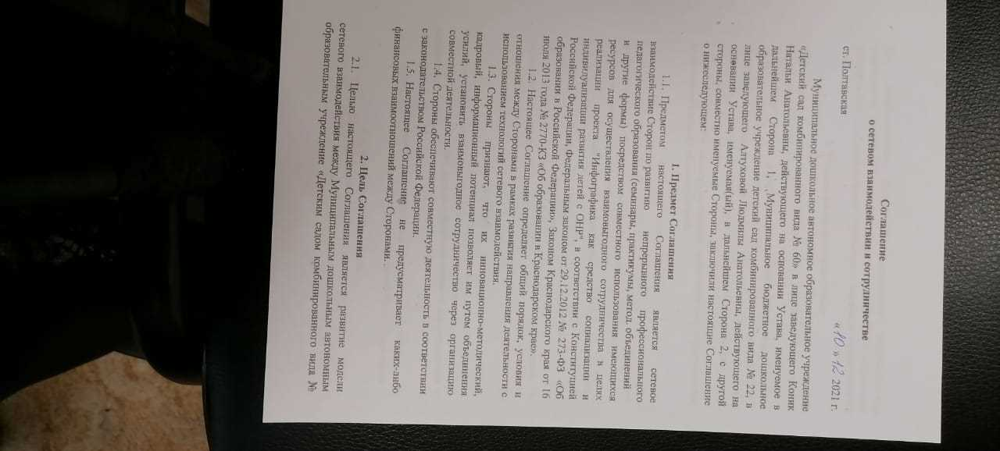 Соглашение
о сетевом взаимодействии и сотрудничестве
ст. Полтавская «10» 12 2021 г.
Муниципальное дошкольное автономное образовательное учреждение
«Детский сад комбинированного вида № 60» в лице заведующего Коник
Натальи Анатольевны, действующего на основании Устава, именуемое в
дальнейшем Сторона 1, Муниципальное бюджетное дошкольное
образовательное учреждение детский сад комбинированного вида № 22, в
лице заведующего Алтуховой Людмилы Анатольевны, действующего на
основании Устава, именуемая(ый), в дальнейшем Сторона 2, с другой
стороны, совместно именуемые Стороны, заключили настоящие Соглашение
о нижеследующем:
1. Предмет Соглашения
1.1. Предметом настоящего Соглашения является сетевое
взаимодействие Сторон по развитию непрерывного профессионального
педагогического образования (семинары, практикумы, метод. объединений
и другие формы) посредством совместного использования имеющихся
ресурсов для осуществления взаимовыгодного сотрудничества в целях
реализации проекта "Инфографика как средство социализации и
индивидуализации развития детей с ОНР", в соответствии с Конституцией
Российской Федерации, Федеральным законом от 29.12.2012 № 273-ФЗ «Об
образовании в Российской Федерации», Законом Краснодарского края от 16
июля 2013 года № 2770-КЗ «Об образовании в Краснодарском крае».
1.2. Настоящее Соглашение определяет общий порядок, условия и
отношения между Сторонами в рамках развития направления деятельности с
использованием технологий сетевого взаимодействия.
1.3. Стороны признают, что их инновационно-методический,
кадровый, информационный потенциал позволяет им путем объединения
усилий, установить взаимовыгодное сотрудничество через организацию
совместной деятельности.
1.4. Стороны обеспечивают совместную деятельность в соответствии
с законодательством Российской Федерации.
1.5. Настоящее Соглашение не предусматривает каких-либо
финансовых взаимоотношений между Сторонами.
2. Цель Соглашения
2.1. Целью настоящего Соглашения является развитие модели
сетевого взаимодействия между Муниципальным дошкольным автономным
образовательным учреждение «Детским садом комбинированного вида №